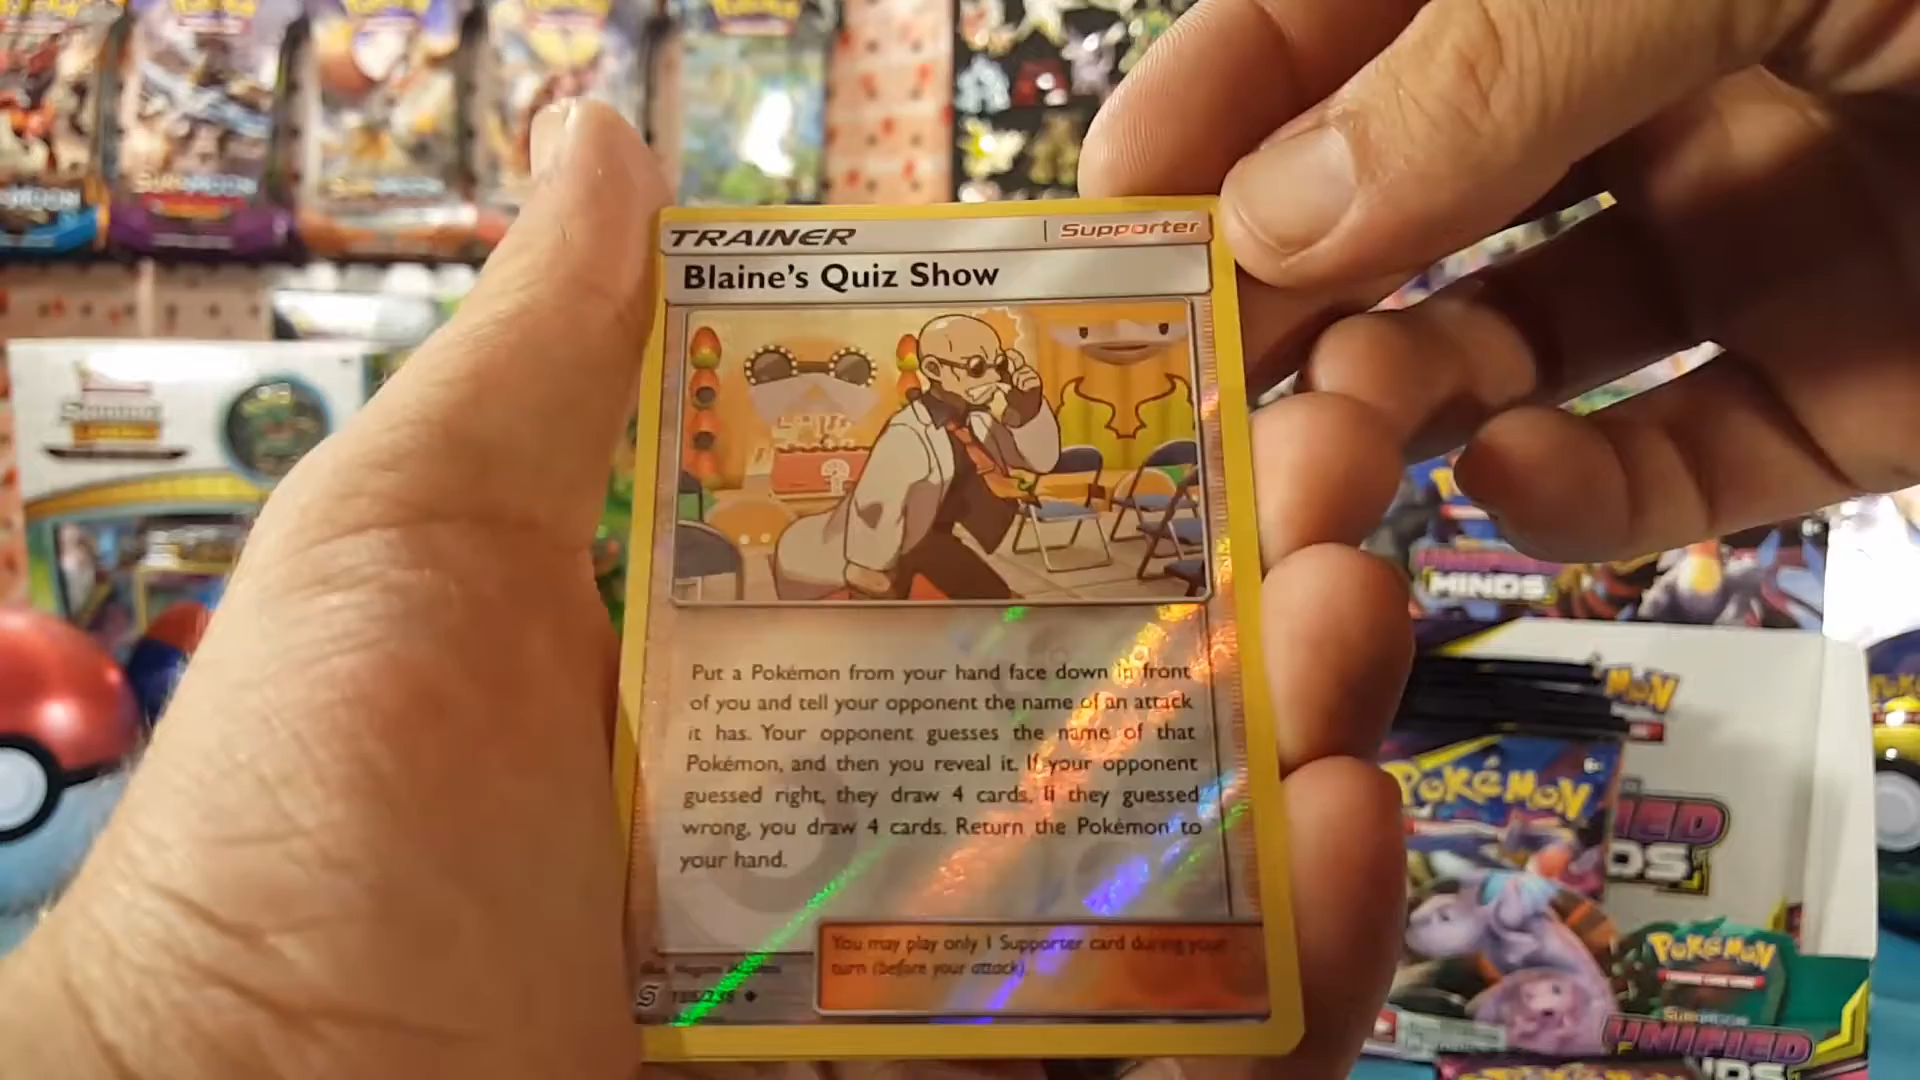 TRAINER
Supporter
Blaine's Quiz Show
Put a Pokémon from your hand face down in front
of you and tell your opponent the name of an attack
it has. Your opponent guesses the name of that
Pokémon, and then you reveal it. If your opponent
guessed right, they draw 4 cards. If they guessed
wrong, you draw 4 cards. Return the Pokémon to
your hand.
You may play only 1 Supporter card during your
turn (before your attack).
UNIFIED
MINDS
POKéMON
POKéMON
UNIFIED